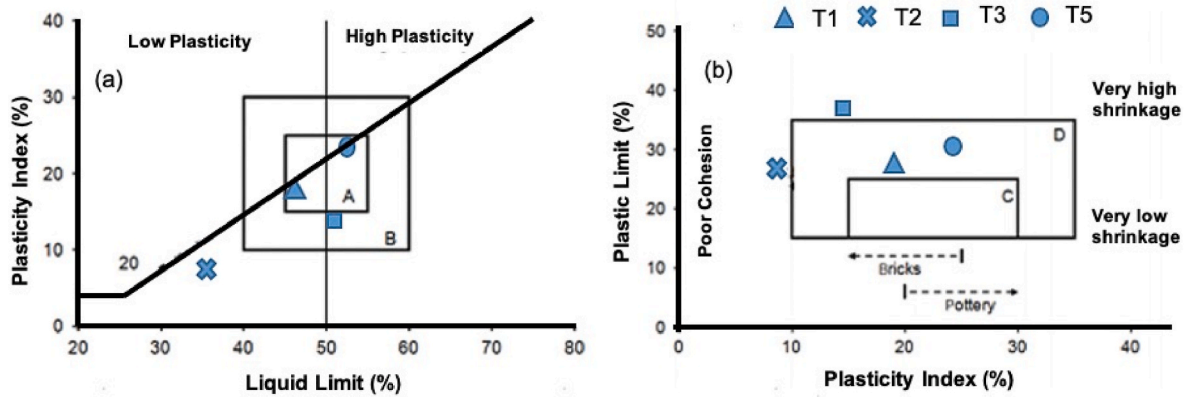 T1 T2 T3 T5
(a)
Low Plasticity
High Plasticity
Plasticity Index (%)
40
30
20
10
0
20
A
B
20 30 40 50 60 70 80
Liquid Limit (%)
(b)
Plastic Limit (%)
50
40
30
20
10
0
Poor Cohesion
Very high
shrinkage
D
C
Very low
shrinkage
Bricks
Pottery
0 10 20 30 40
Plasticity Index (%)